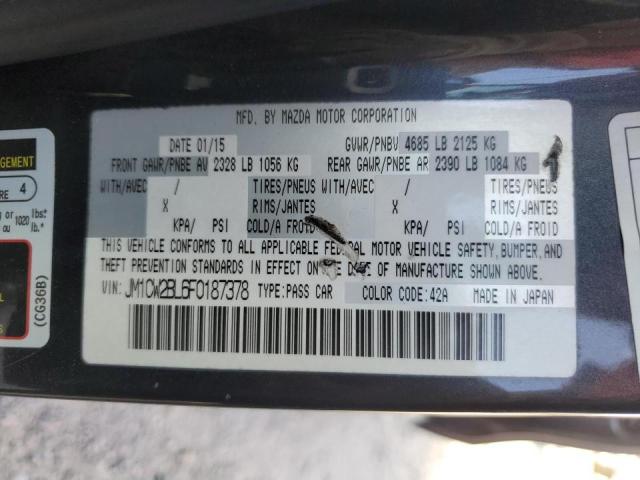 MFD. BY MAZDA MOTOR CORPORATION
DATE 01/15 GVWR/PNBV 4685 LB 2125 KG
FRONT GAWR/PNBE AV 2328 LB 1056 KG REAR GAWR/PNBE AR 2390 LB 1084 KG
WITH/AVEC / TIRES/PNEUS WITH/AVEC / TIRES/PNEUS
X RIMS/JANTES X RIMS/JANTES
KPA/ PSI COLD/A FROID KPA/ PSI COLD/A FROID
THIS VEHICLE CONFORMS TO ALL APPLICABLE FEDERAL MOTOR VEHICLE SAFETY, BUMPER, AND
THEFT PREVENTION STANDARDS IN EFFECT ON THE DATE OF MANUFACTURE SHOWN ABOVE.
VIN: JM1CW2BL6F0187378 TYPE: PASS CAR COLOR CODE: 42A MADE IN JAPAN
4
or 1020 lbs.
lb.*
(CG36B)